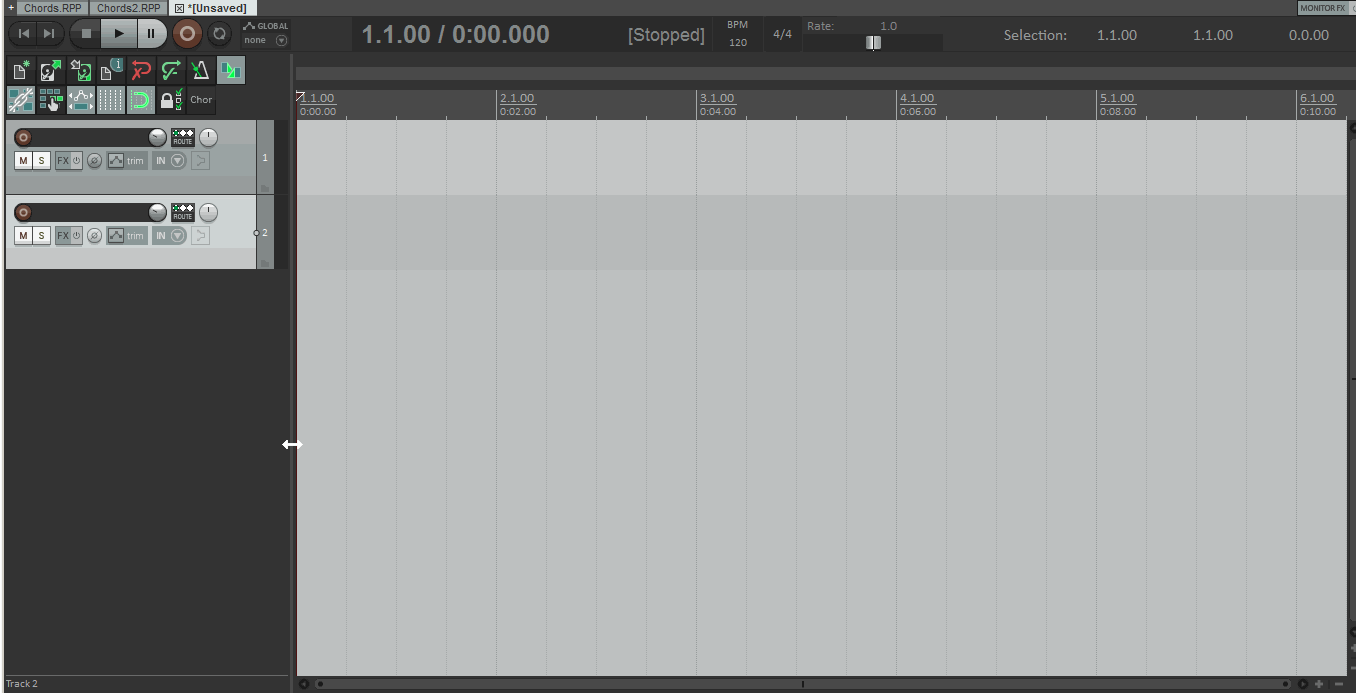 + Chords.RPP Chords2.RPP *[Unsaved] MONITOR FX
GLOBAL
none
1.1.00 / 0:00.000 [Stopped]
BPM
120
4/4
Rate: 1.0
Selection: 1.1.00 1.1.00 0.0.00
Chor
1.1.00 2.1.00 3.1.00 4.1.00 5.1.00 6.1.00
0:00.00 0:02.00 0:04.00 0:06.00 0:08.00 0:10.00
ROUTE
M S FX trim IN 1
ROUTE
M S FX trim IN 2
Track 2